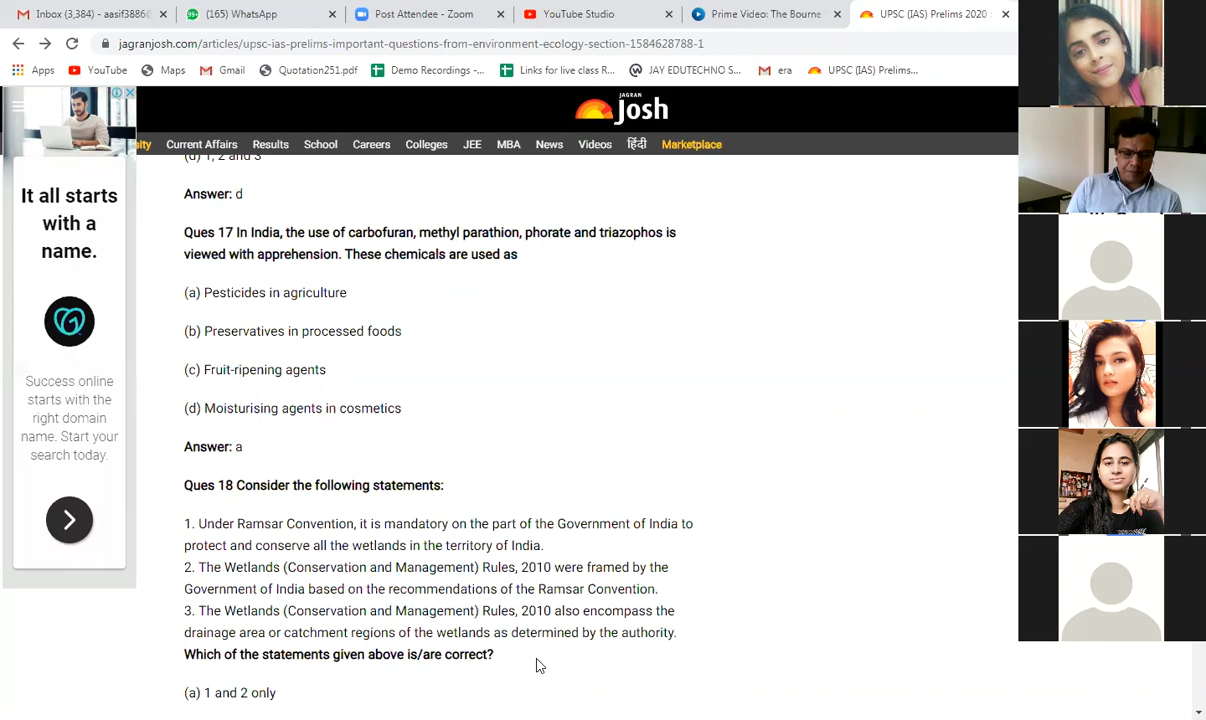 Inbox (3,384) - aasif3886@
(165) WhatsApp
Post Attendee - Zoom
YouTube Studio
Prime Video: The Bourne
UPSC (IAS) Prelims 2020
jagranjosh.com/articles/upsc-ias-prelims-important-questions-from-environment-ecology-section-1584628788-1
Apps
YouTube
Maps
Gmail
Quotation251.pdf
Demo Recordings -...
Links for live class R...
JAY EDUTECHNO S...
era
UPSC (IAS) Prelims...
JAGRAN
Josh
Current Affairs
Results
School
Careers
Colleges
JEE
MBA
News
Videos
हिंदी
Marketplace
It all starts
with a
name.
Success online
starts with the
right domain
name. Start your
search today.
(d) 1, 2 and 3
Answer: d
Ques 17 In India, the use of carbofuran, methyl parathion, phorate and triazophos is
viewed with apprehension. These chemicals are used as
(a) Pesticides in agriculture
(b) Preservatives in processed foods
(c) Fruit-ripening agents
(d) Moisturising agents in cosmetics
Answer: a
Ques 18 Consider the following statements:
1. Under Ramsar Convention, it is mandatory on the part of the Government of India to
protect and conserve all the wetlands in the territory of India.
2. The Wetlands (Conservation and Management) Rules, 2010 were framed by the
Government of India based on the recommendations of the Ramsar Convention.
3. The Wetlands (Conservation and Management) Rules, 2010 also encompass the
drainage area or catchment regions of the wetlands as determined by the authority.
Which of the statements given above is/are correct?
(a) 1 and 2 only